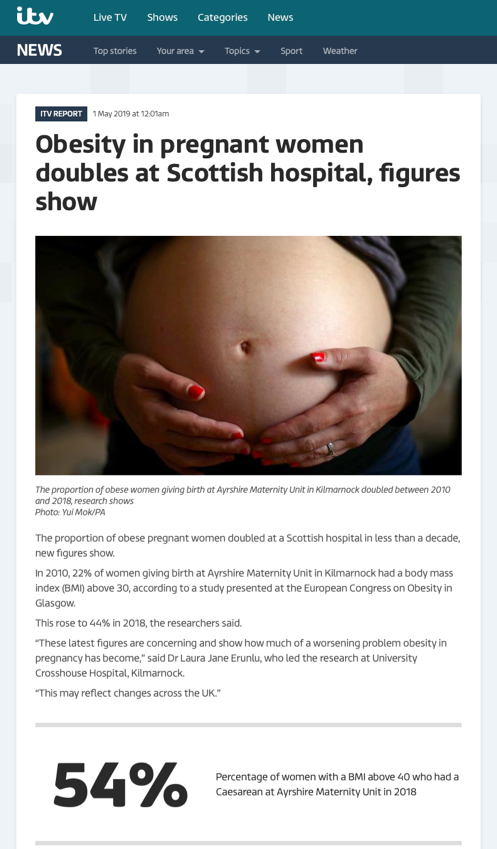 itv
Live TV
Shows
Categories
News
NEWS
Top stories
Your area
Topics
Sport
Weather
ITV REPORT
1 May 2019 at 12:01am
Obesity in pregnant women
doubles at Scottish hospital, figures
show
The proportion of obese women giving birth at Ayrshire Maternity Unit in Kilmarnock doubled between 2010
and 2018, research shows
Photo: Yui Mok/PA
The proportion of obese pregnant women doubled at a Scottish hospital in less than a decade,
new figures show.
In 2010, 22% of women giving birth at Ayrshire Maternity Unit in Kilmarnock had a body mass
index (BMI) above 30, according to a study presented at the European Congress on Obesity in
Glasgow.
This rose to 44% in 2018, the researchers said.
“These latest figures are concerning and show how much of a worsening problem obesity in
pregnancy has become,” said Dr Laura Jane Erunlu, who led the research at University
Crosshouse Hospital, Kilmarnock.
“This may reflect changes across the UK.”
54%
Percentage of women with a BMI above 40 who had a
Caesarean at Ayrshire Maternity Unit in 2018